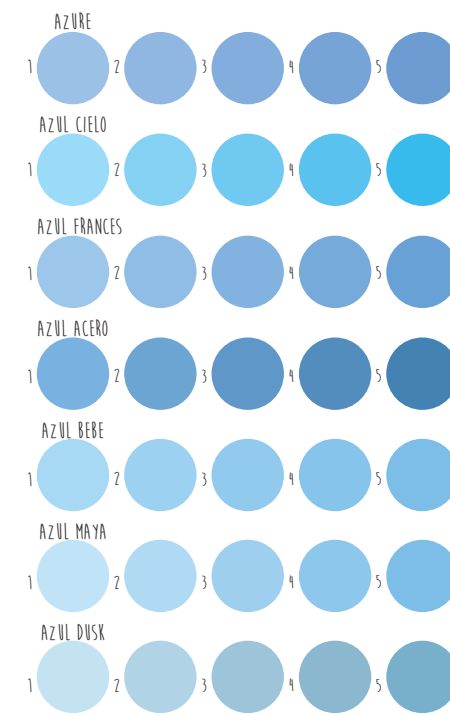 AZURE
1 2 3 4 5
AZUL CIELO
1 2 3 4 5
AZUL FRANCES
1 2 3 4 5
AZUL ACERO
1 2 3 4 5
AZUL BEBE
1 2 3 4 5
AZUL MAYA
1 2 3 4 5
AZUL DUSK
1 2 3 4 5